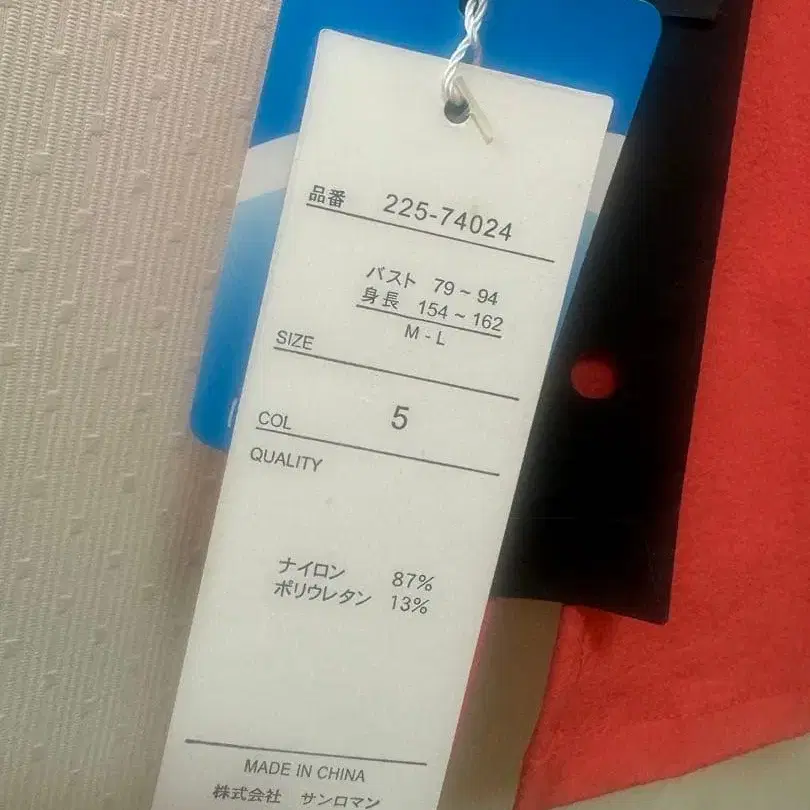 品番 225-74024
バスト 79~94
身長 154~162
M-L
SIZE
COL 5
QUALITY
ナイロン 87%
ポリウレタン 13%
MADE IN CHINA
株式会社 サンロマン